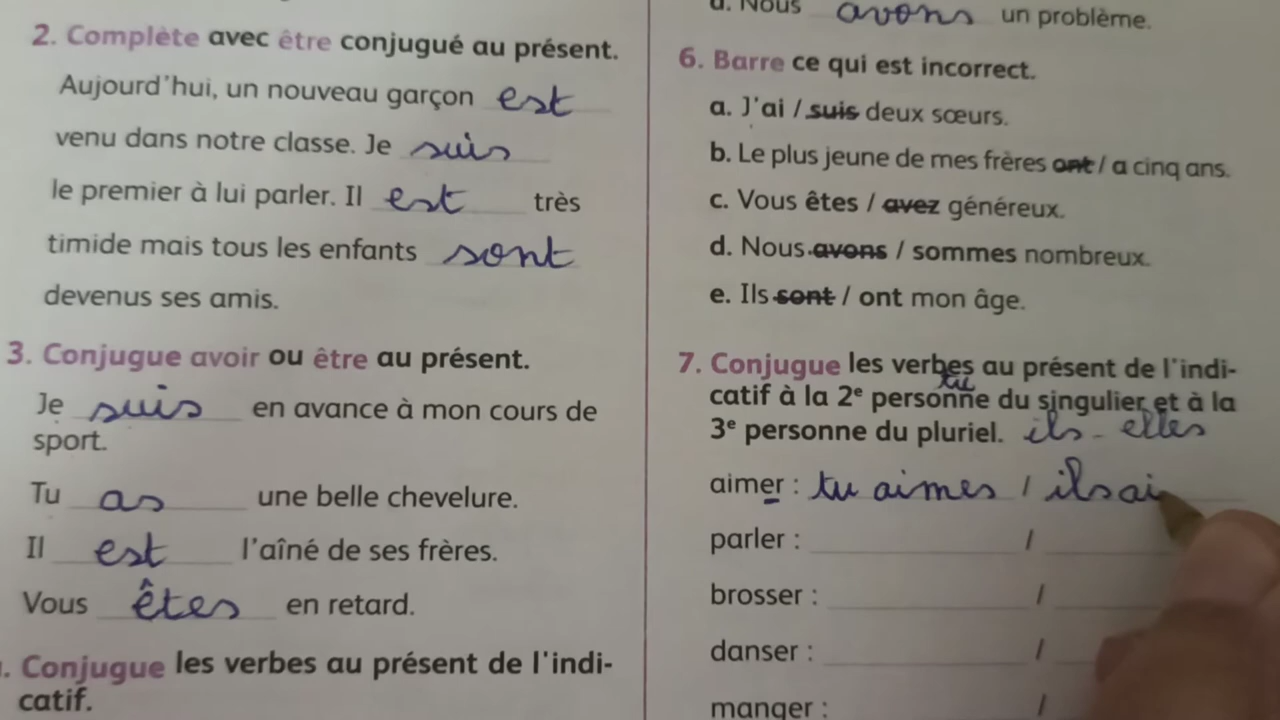 2. Complète avec être conjugué au présent.
Aujourd'hui, un nouveau garçon est
venu dans notre classe. Je suis
le premier à lui parler. Il est très
timide mais tous les enfants sont
devenus ses amis.
3. Conjugue avoir ou être au présent.
Je suis en avance à mon cours de
sport.
Tu as une belle chevelure.
Il est l'aîné de ses frères.
Vous êtes en retard.
. Conjugue les verbes au présent de l'indi-
catif.
d. Nous avons un problème.
6. Barre ce qui est incorrect.
a. J'ai / suis deux sœurs.
b. Le plus jeune de mes frères ont / a cinq ans.
c. Vous êtes / avez généreux.
d. Nous avons / sommes nombreux.
e. Ils sont / ont mon âge.
7. Conjugue les verbes au présent de l'indi-
tu
catif à la 2e personne du singulier et à la
3e personne du pluriel. ils - elles
aimer : tu aimes / ils ai
parler : /
brosser : /
danser : /
manger : /